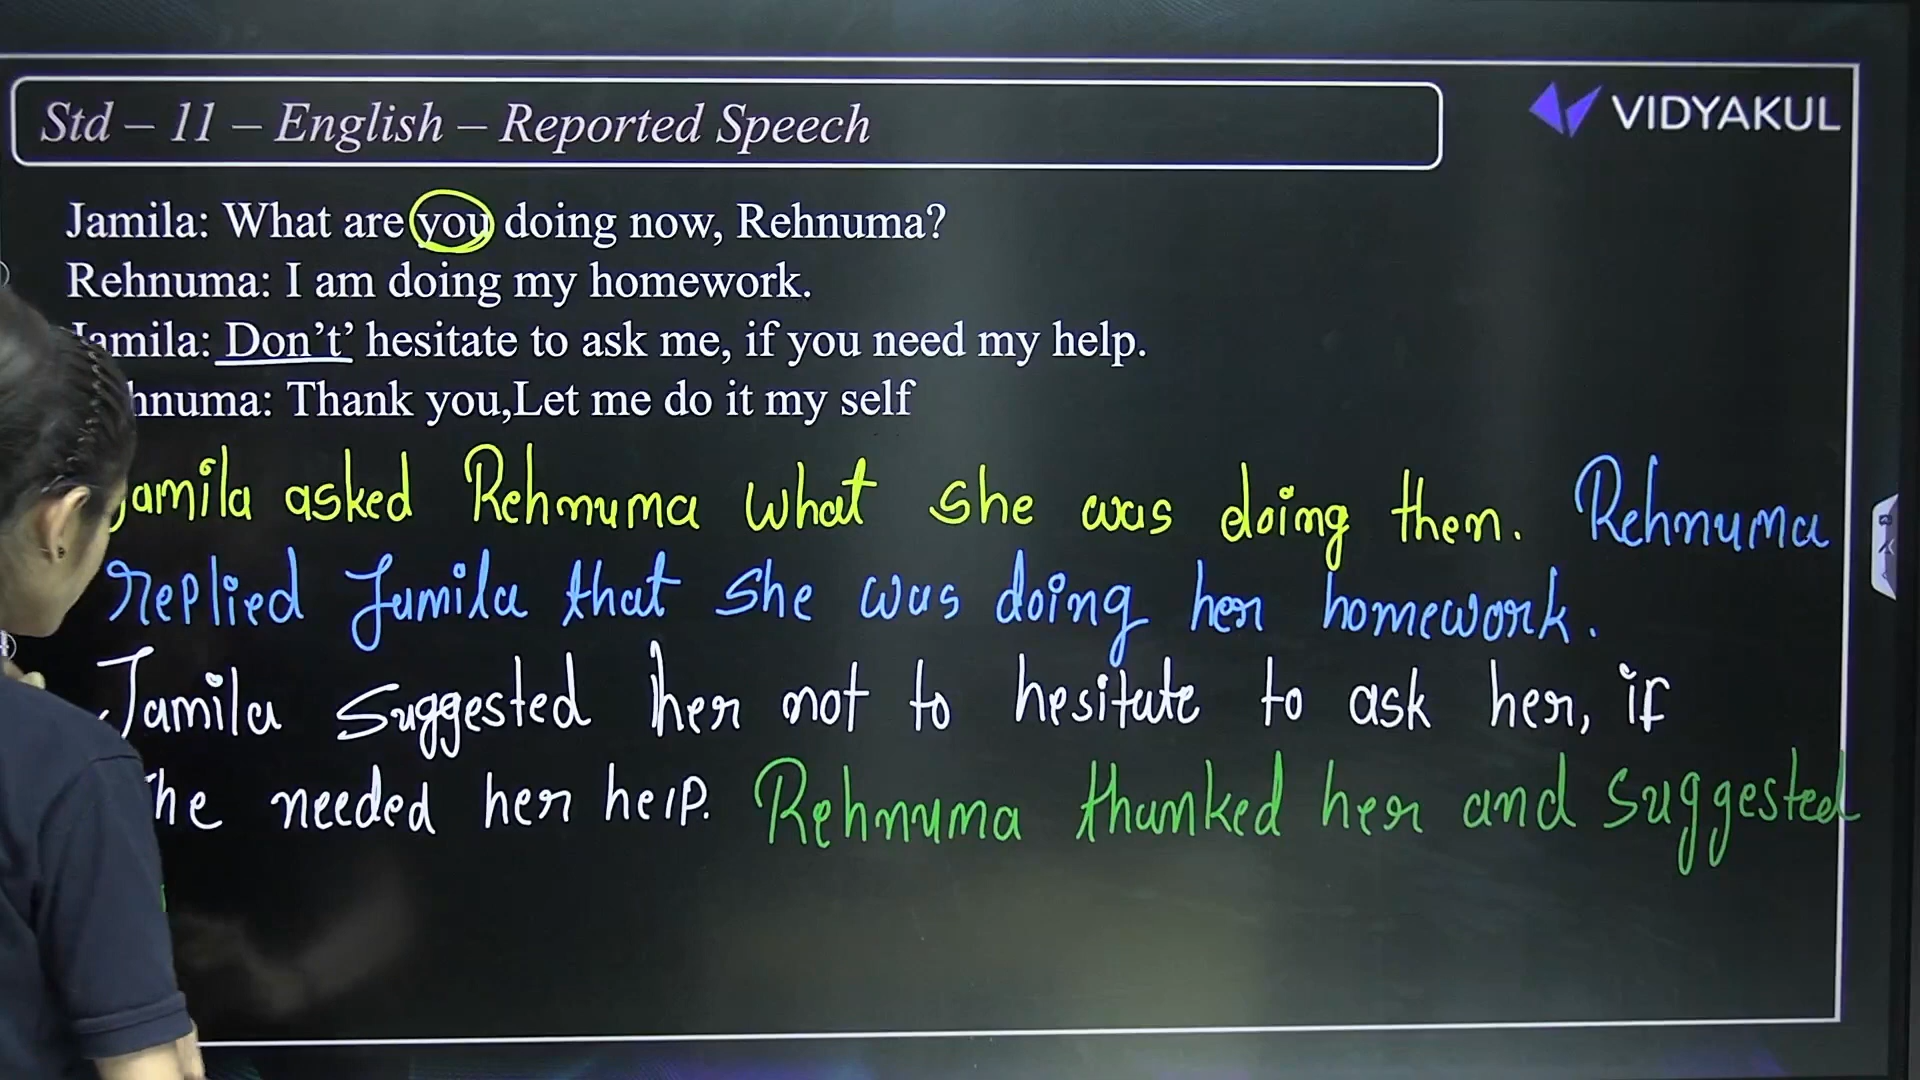 Std – 11 – English – Reported Speech
VIDYAKUL
Jamila: What are you doing now, Rehnuma?
Rehnuma: I am doing my homework.
amila: Don't' hesitate to ask me, if you need my help.
hnuma: Thank you,Let me do it my self
Jamila asked Rehnuma what she was doing then. Rehnuma
replied Jamila that she was doing her homework.
Jamila suggested her not to hesitate to ask her, if
he needed her help. Rehnuma thanked her and suggested